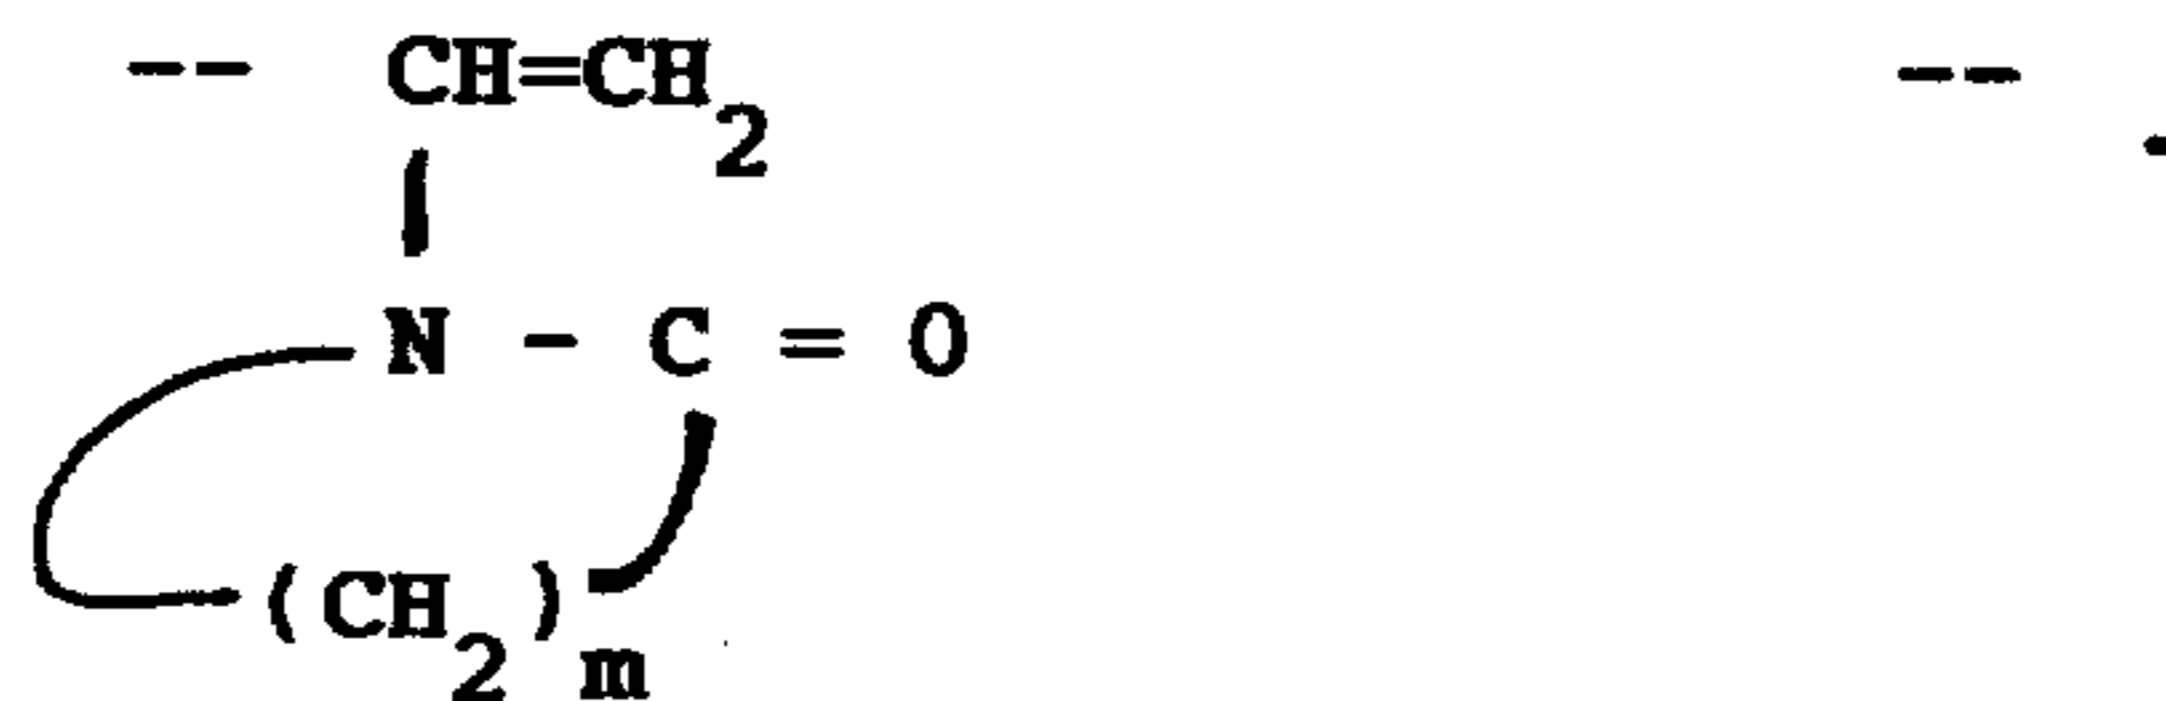 -- CH=CH2 -- .
N - C = O
(CH2)m